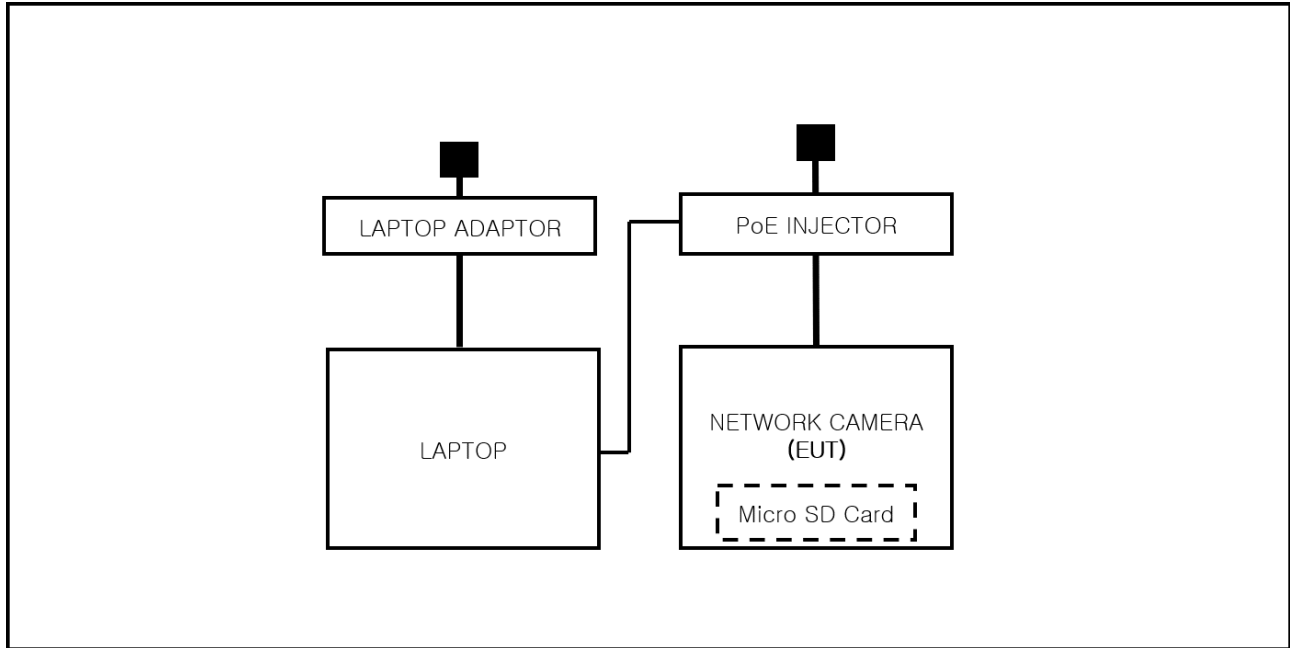 LAPTOP ADAPTOR
PoE INJECTOR
LAPTOP
NETWORK CAMERA
(EUT)
Micro SD Card